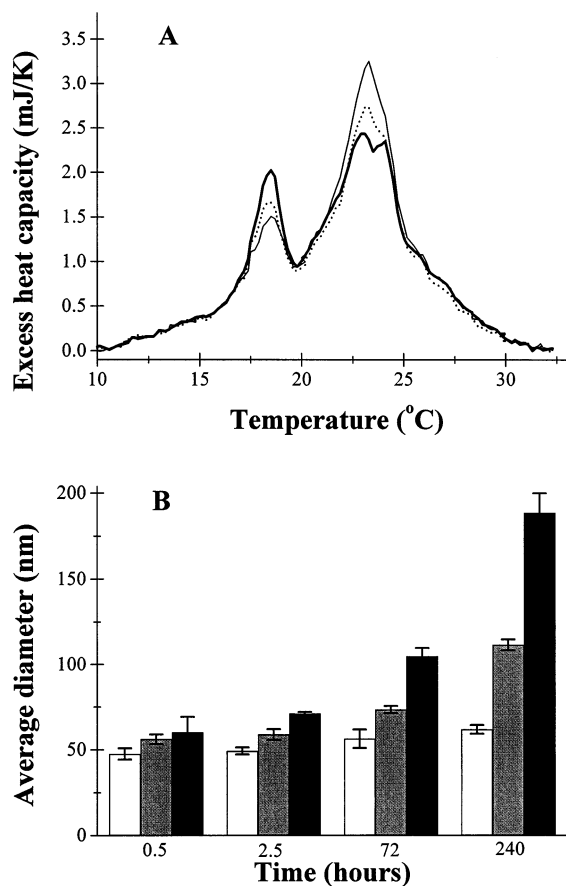 A
Excess heat capacity (mJ/K)
3.5
3.0
2.5
2.0
1.5
1.0
0.5
0.0
10 15 20 25 30
Temperature (°C)
B
Average diameter (nm)
200
150
100
50
0
0.5 2.5 72 240
Time (hours)